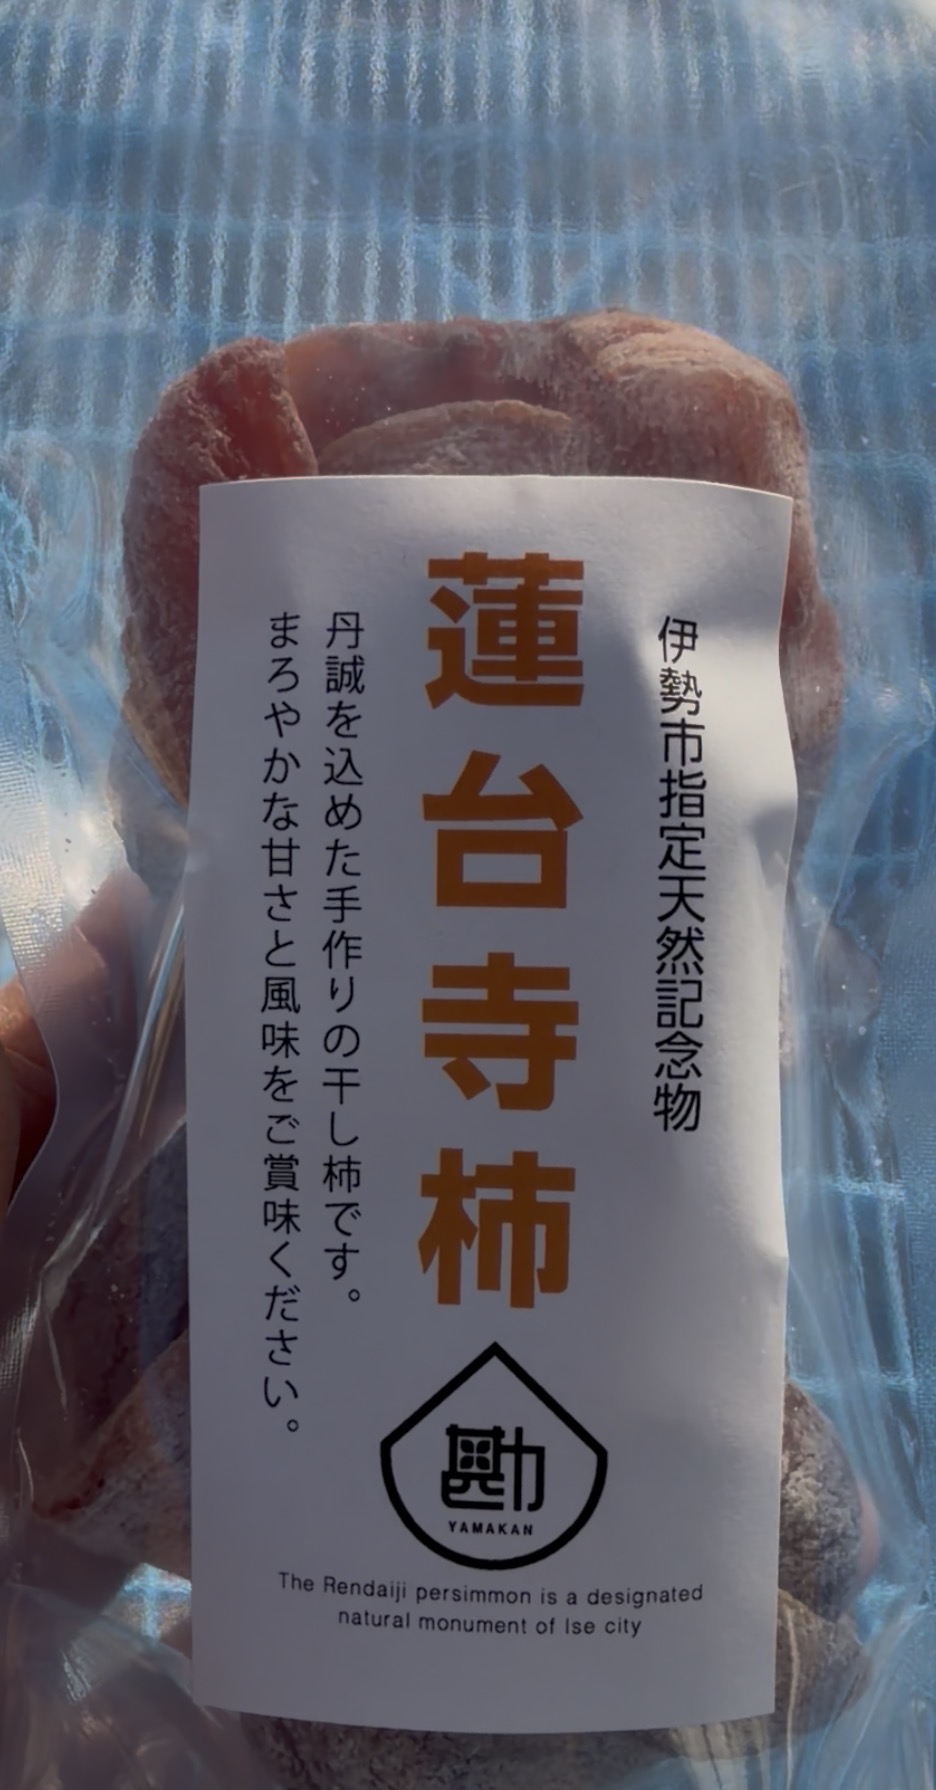 伊勢市指定天然記念物
蓮台寺柿
丹誠を込めた手作りの干し柿です。
まろやかな甘さと風味をご賞味ください。
勘
YAMAKAN
The Rendaiji persimmon is a designated
natural monument of Ise city